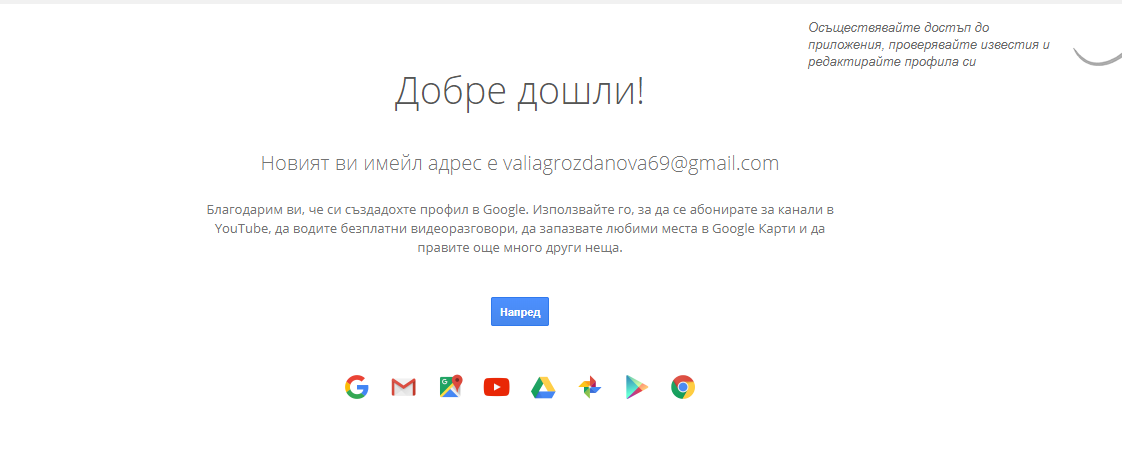 Осъществявайте достъп до
приложения, проверявайте известия и
редактирайте профила си
Добре дошли!
Новият ви имейл адрес е valiagrozdanova69@gmail.com
Благодарим ви, че си създадохте профил в Google. Използвайте го, за да се абонирате за канали в
YouTube, да водите безплатни видеоразговори, да запазвате любими места в Google Карти и да
правите още много други неща.
Напред